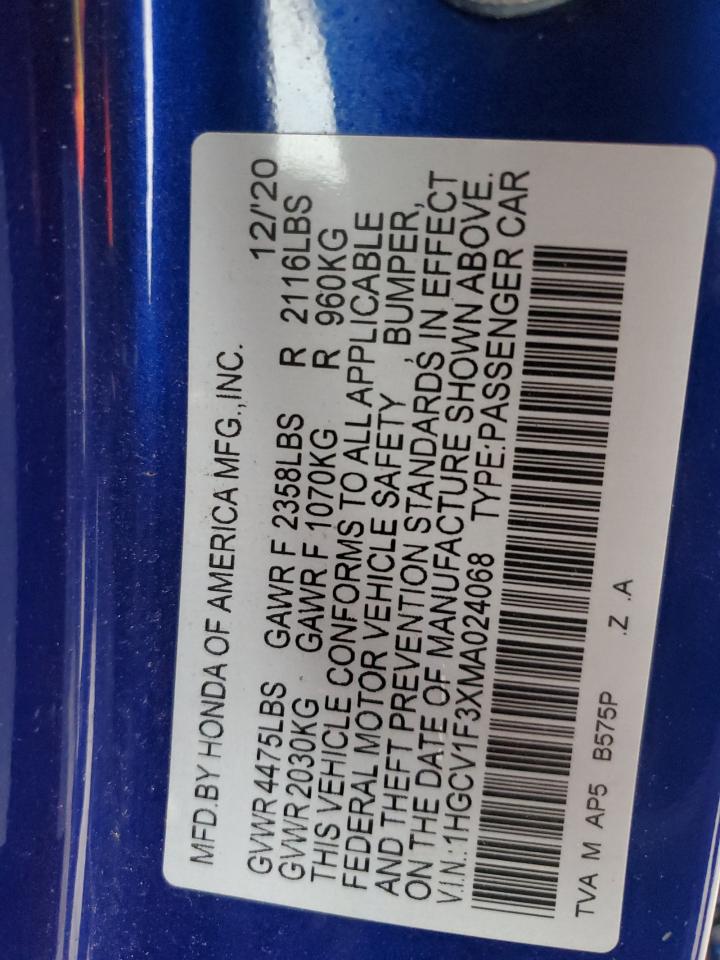 MFD.BY HONDA OF AMERICA MFG.,INC. 12/'20
GVWR 4475LBS GAWR F 2358LBS R 2116LBS
GVWR 2030KG GAWR F 1070KG R 960KG
THIS VEHICLE CONFORMS TO ALL APPLICABLE
FEDERAL MOTOR VEHICLE SAFETY , BUMPER,
AND THEFT PREVENTION STANDARDS IN EFFECT
ON THE DATE OF MANUFACTURE SHOWN ABOVE.
V.I.N.:1HGCV1F3XMA024068 TYPE:PASSENGER CAR
TVA M AP5 B575P .Z .A